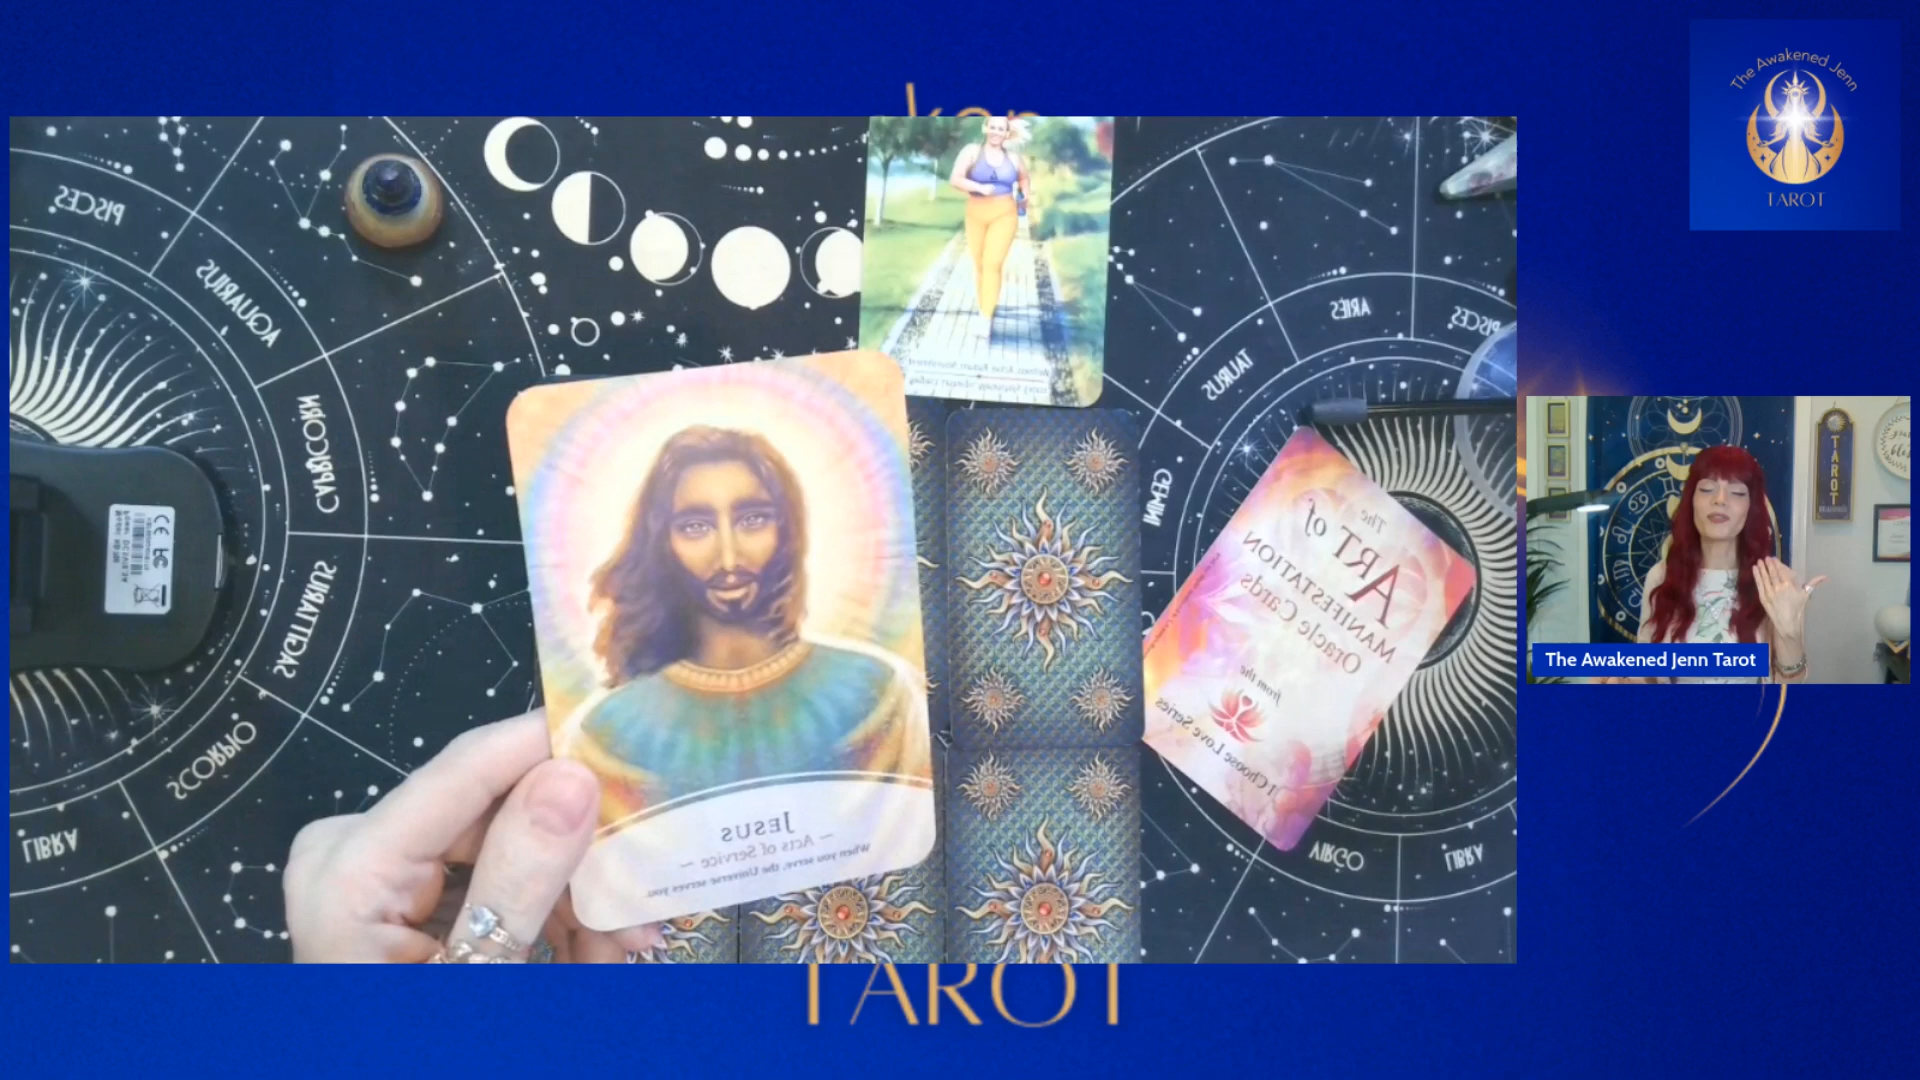 The Awakened Jenn
TAROT
ken
PISCES
AQUARIUS
CAPRICORN
SAGITTARIUS
SCORPIO
LIBRA
ARIES
PISCES
TAURUS
GEMINI
VIRGO
LIBRA
The
ART of
MANIFESTATION
Oracle Cards
from the
I Choose Love Series
JESUS
~ Acts of Service ~
When you serve, the Universe serves you.
CE
TAROT
The Awakened Jenn Tarot
TAROT